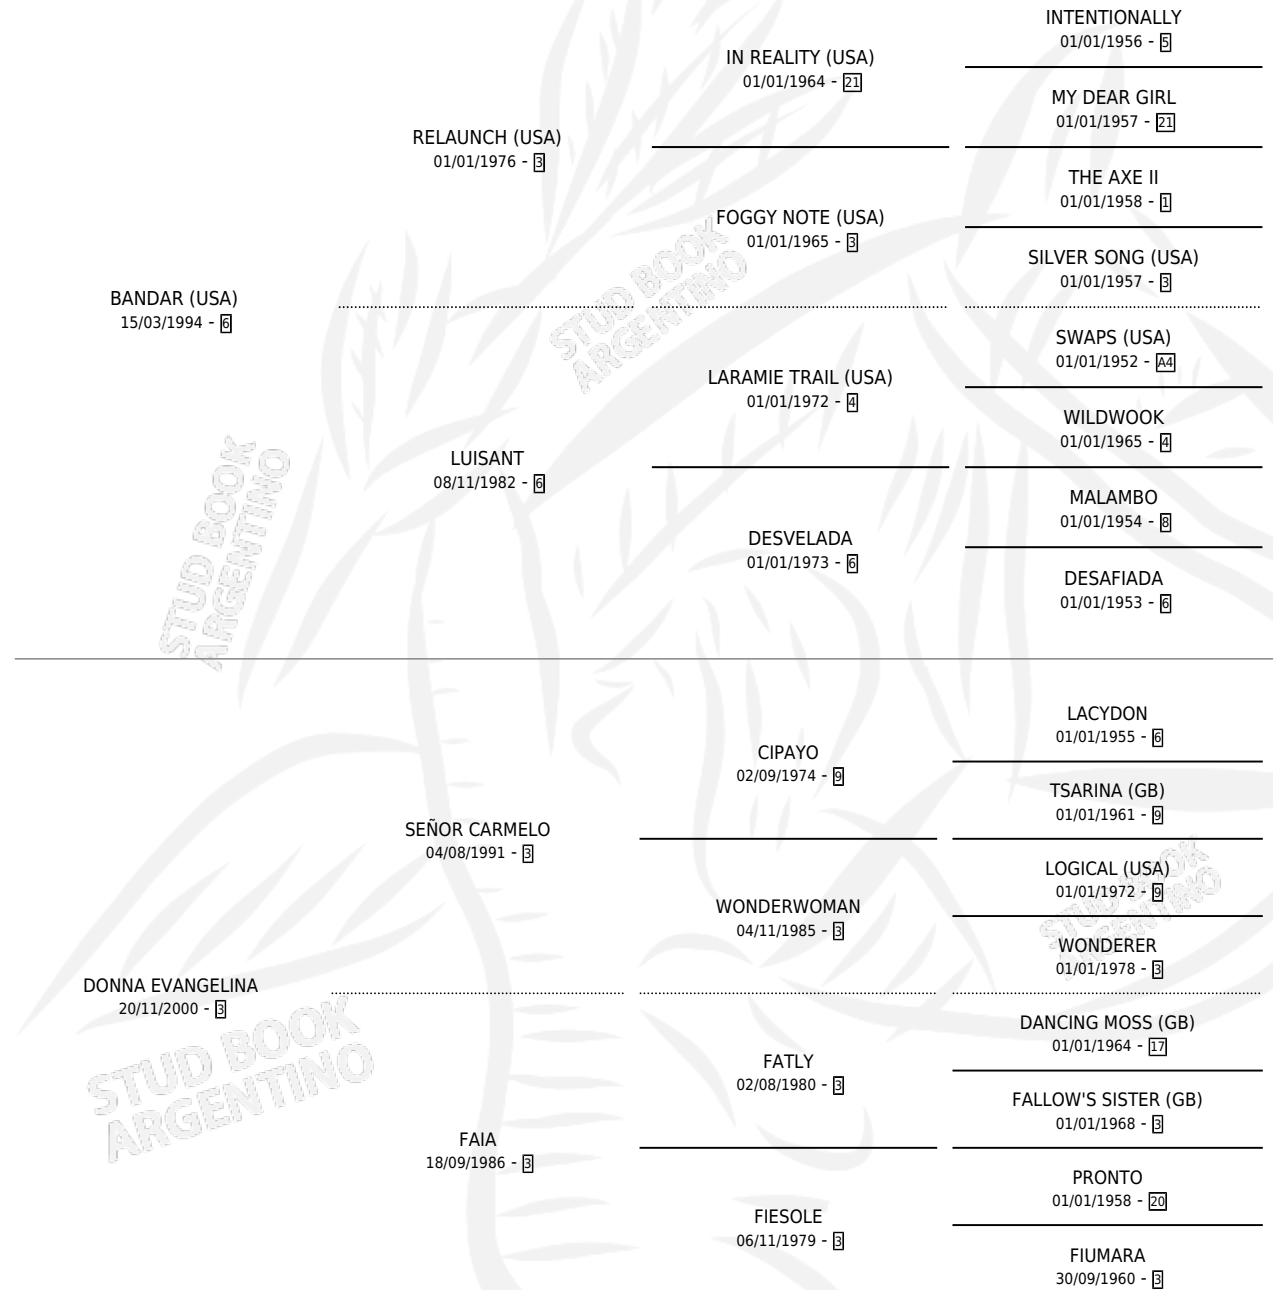 INTENTIONALLY
01/01/1956 - 5
IN REALITY (USA)
01/01/1964 - 21
MY DEAR GIRL
01/01/1957 - 21
RELAUNCH (USA)
01/01/1976 - 3
THE AXE II
01/01/1958 - 1
FOGGY NOTE (USA)
01/01/1965 - 3
SILVER SONG (USA)
01/01/1957 - 3
BANDAR (USA)
15/03/1994 - 6
SWAPS (USA)
01/01/1952 - A4
LARAMIE TRAIL (USA)
01/01/1972 - 4
WILDWOOK
01/01/1965 - 4
LUISANT
08/11/1982 - 6
MALAMBO
01/01/1954 - 8
DESVELADA
01/01/1973 - 6
DESAFIADA
01/01/1953 - 6
STUD BOOK
ARGENTINO
STUD BOOK
ARGENTINO
LACYDON
01/01/1955 - 6
CIPAYO
02/09/1974 - 9
TSARINA (GB)
01/01/1961 - 9
SEÑOR CARMELO
04/08/1991 - 3
LOGICAL (USA)
01/01/1972 - 9
WONDERWOMAN
04/11/1985 - 3
WONDERER
01/01/1978 - 3
DONNA EVANGELINA
20/11/2000 - 3
DANCING MOSS (GB)
01/01/1964 - 17
FATLY
02/08/1980 - 3
FALLOW'S SISTER (GB)
01/01/1968 - 3
FAIA
18/09/1986 - 3
PRONTO
01/01/1958 - 20
FIESOLE
06/11/1979 - 3
FIUMARA
30/09/1960 - 3
STUD BOOK
ARGENTINO
STUD BOOK
ARGENTINO